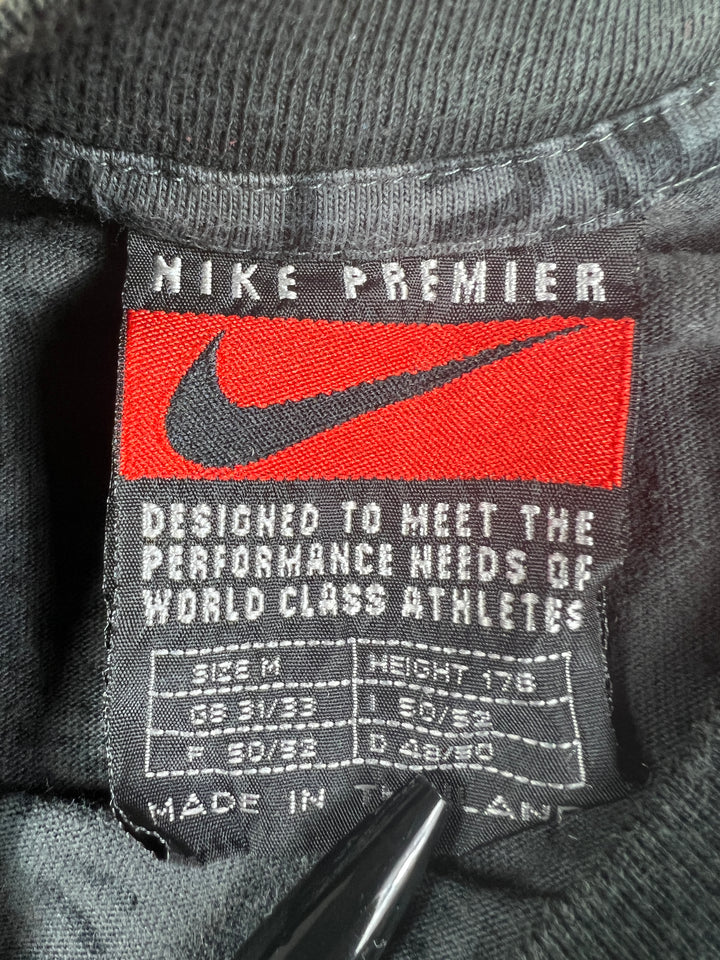 NIKE PREMIER
DESIGNED TO MEET THE
PERFORMANCE NEEDS OF
WORLD CLASS ATHLETES
SIZE M HEIGHT 178
GB 31/33 I 50/52
F 50/52 D 48/50
MADE IN